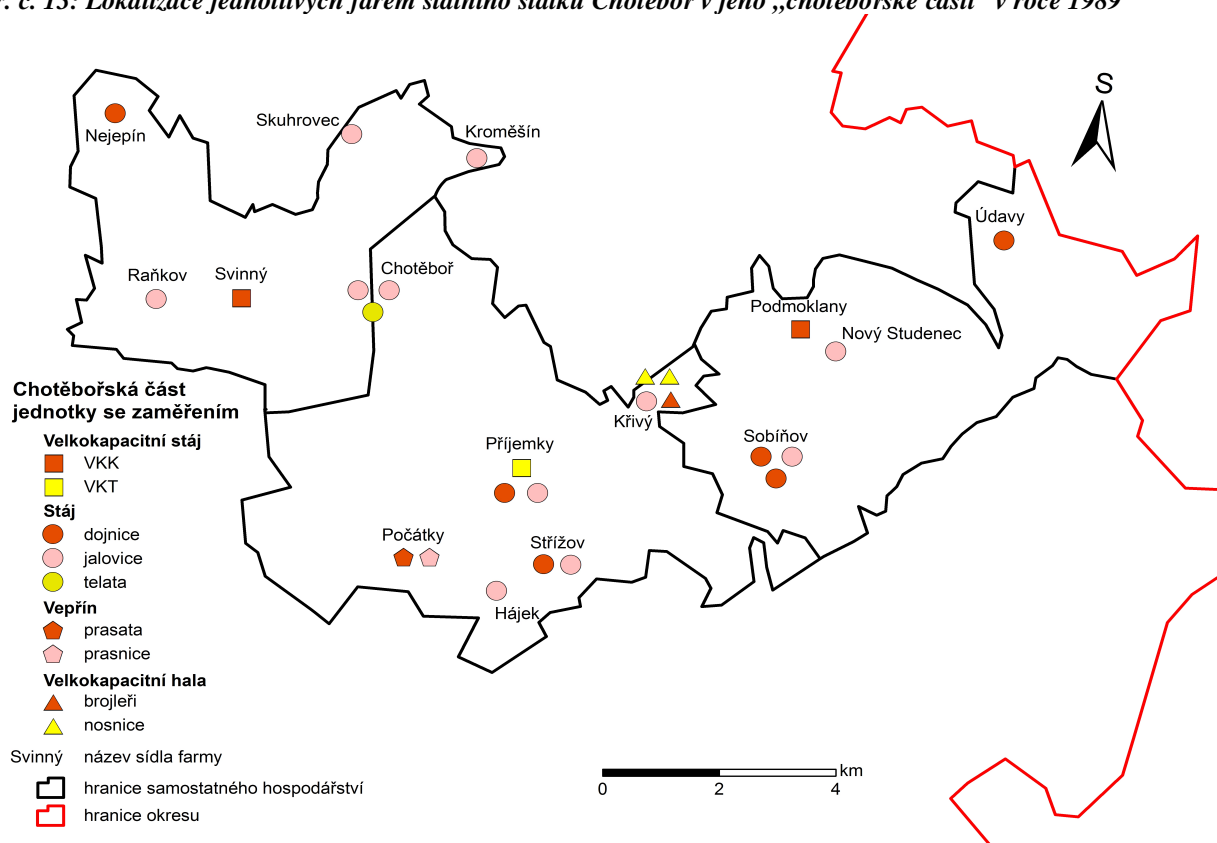 č. 13: Lokalizace jednotlivých farem státního statku Chotěboř v jeho „chotěbořské části" v roce 1989
S
Skuhrovec
Kroměšín
Nejepín
Údavy
Raňkov
Svinný
Chotěboř
Podmoklany
Nový Studenec
Křivý
Příjemky
Sobíňov
Počátky
Střížov
Hájek
Chotěbořská část
jednotky se zaměřením
Velkokapacitní stáj
VKK
VKT
Stáj
dojnice
jalovice
telata
Vepřín
prasata
prasnice
Velkokapacitní hala
brojleři
nosnice
Svinný název sídla farmy
hranice samostatného hospodářství
hranice okresu
km
0 2 4